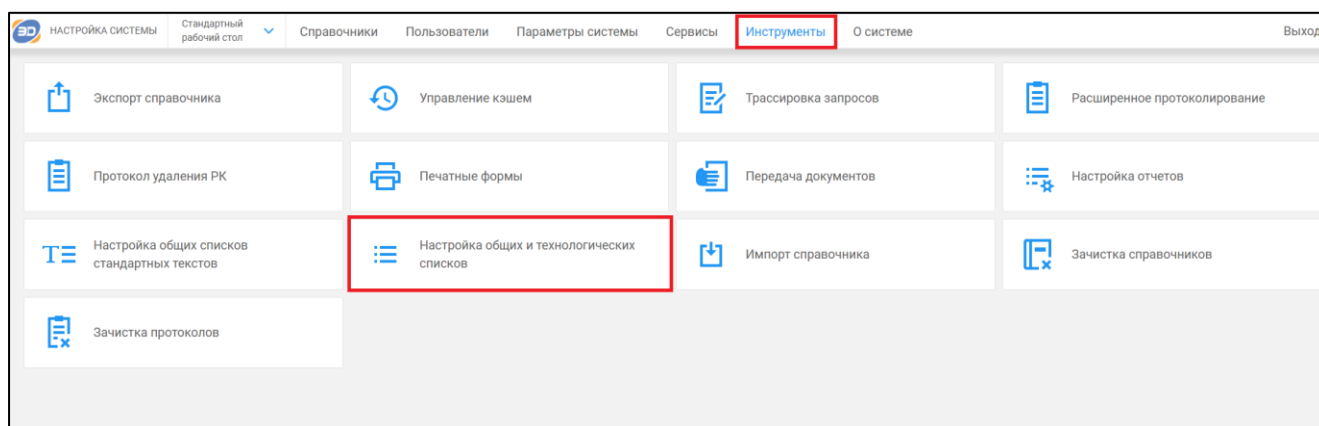 ЭD НАСТРОЙКА СИСТЕМЫ Стандартный рабочий стол Справочники Пользователи Параметры системы Сервисы Инструменты О системе Выход
Экспорт справочника
Управление кэшем
Трассировка запросов
Расширенное протоколирование
Протокол удаления РК
Печатные формы
Передача документов
Настройка отчетов
Настройка общих списков
стандартных текстов
Настройка общих и технологических
списков
Импорт справочника
Зачистка справочников
Зачистка протоколов